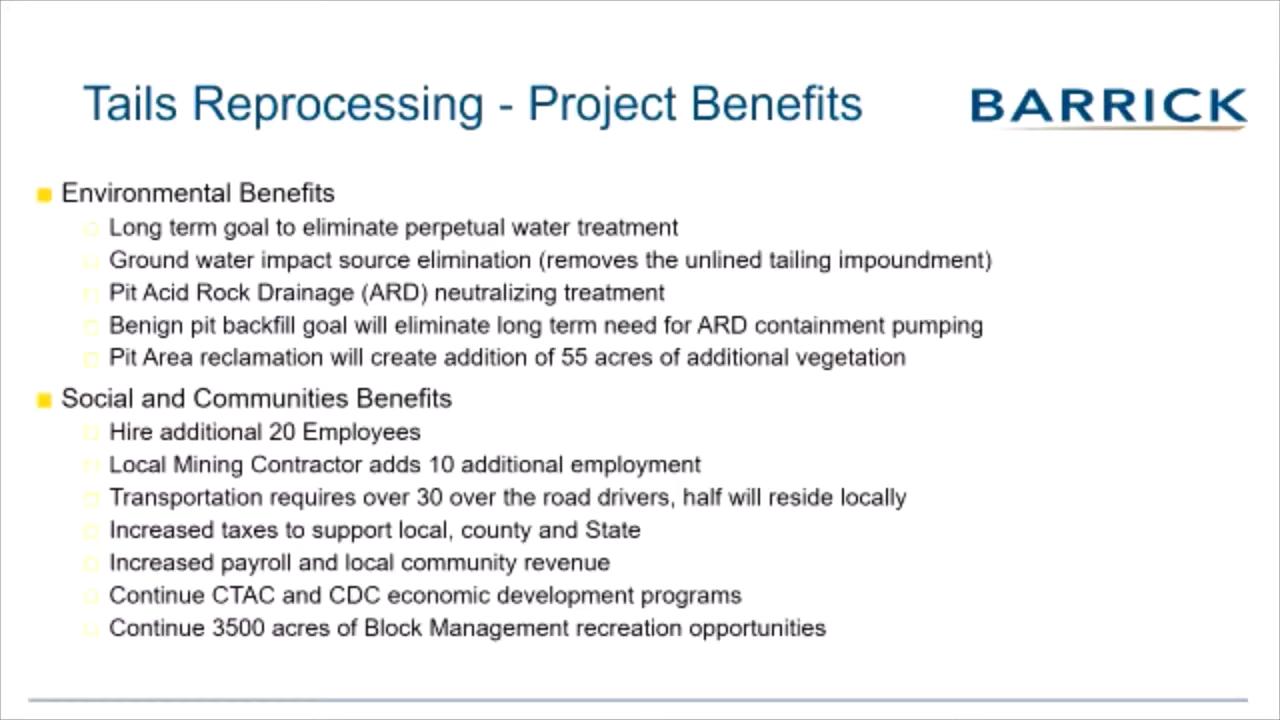 Tails Reprocessing - Project Benefits
BARRICK
Environmental Benefits
Long term goal to eliminate perpetual water treatment
Ground water impact source elimination (removes the unlined tailing impoundment)
Pit Acid Rock Drainage (ARD) neutralizing treatment
Benign pit backfill goal will eliminate long term need for ARD containment pumping
Pit Area reclamation will create addition of 55 acres of additional vegetation
Social and Communities Benefits
Hire additional 20 Employees
Local Mining Contractor adds 10 additional employment
Transportation requires over 30 over the road drivers, half will reside locally
Increased taxes to support local, county and State
Increased payroll and local community revenue
Continue CTAC and CDC economic development programs
Continue 3500 acres of Block Management recreation opportunities